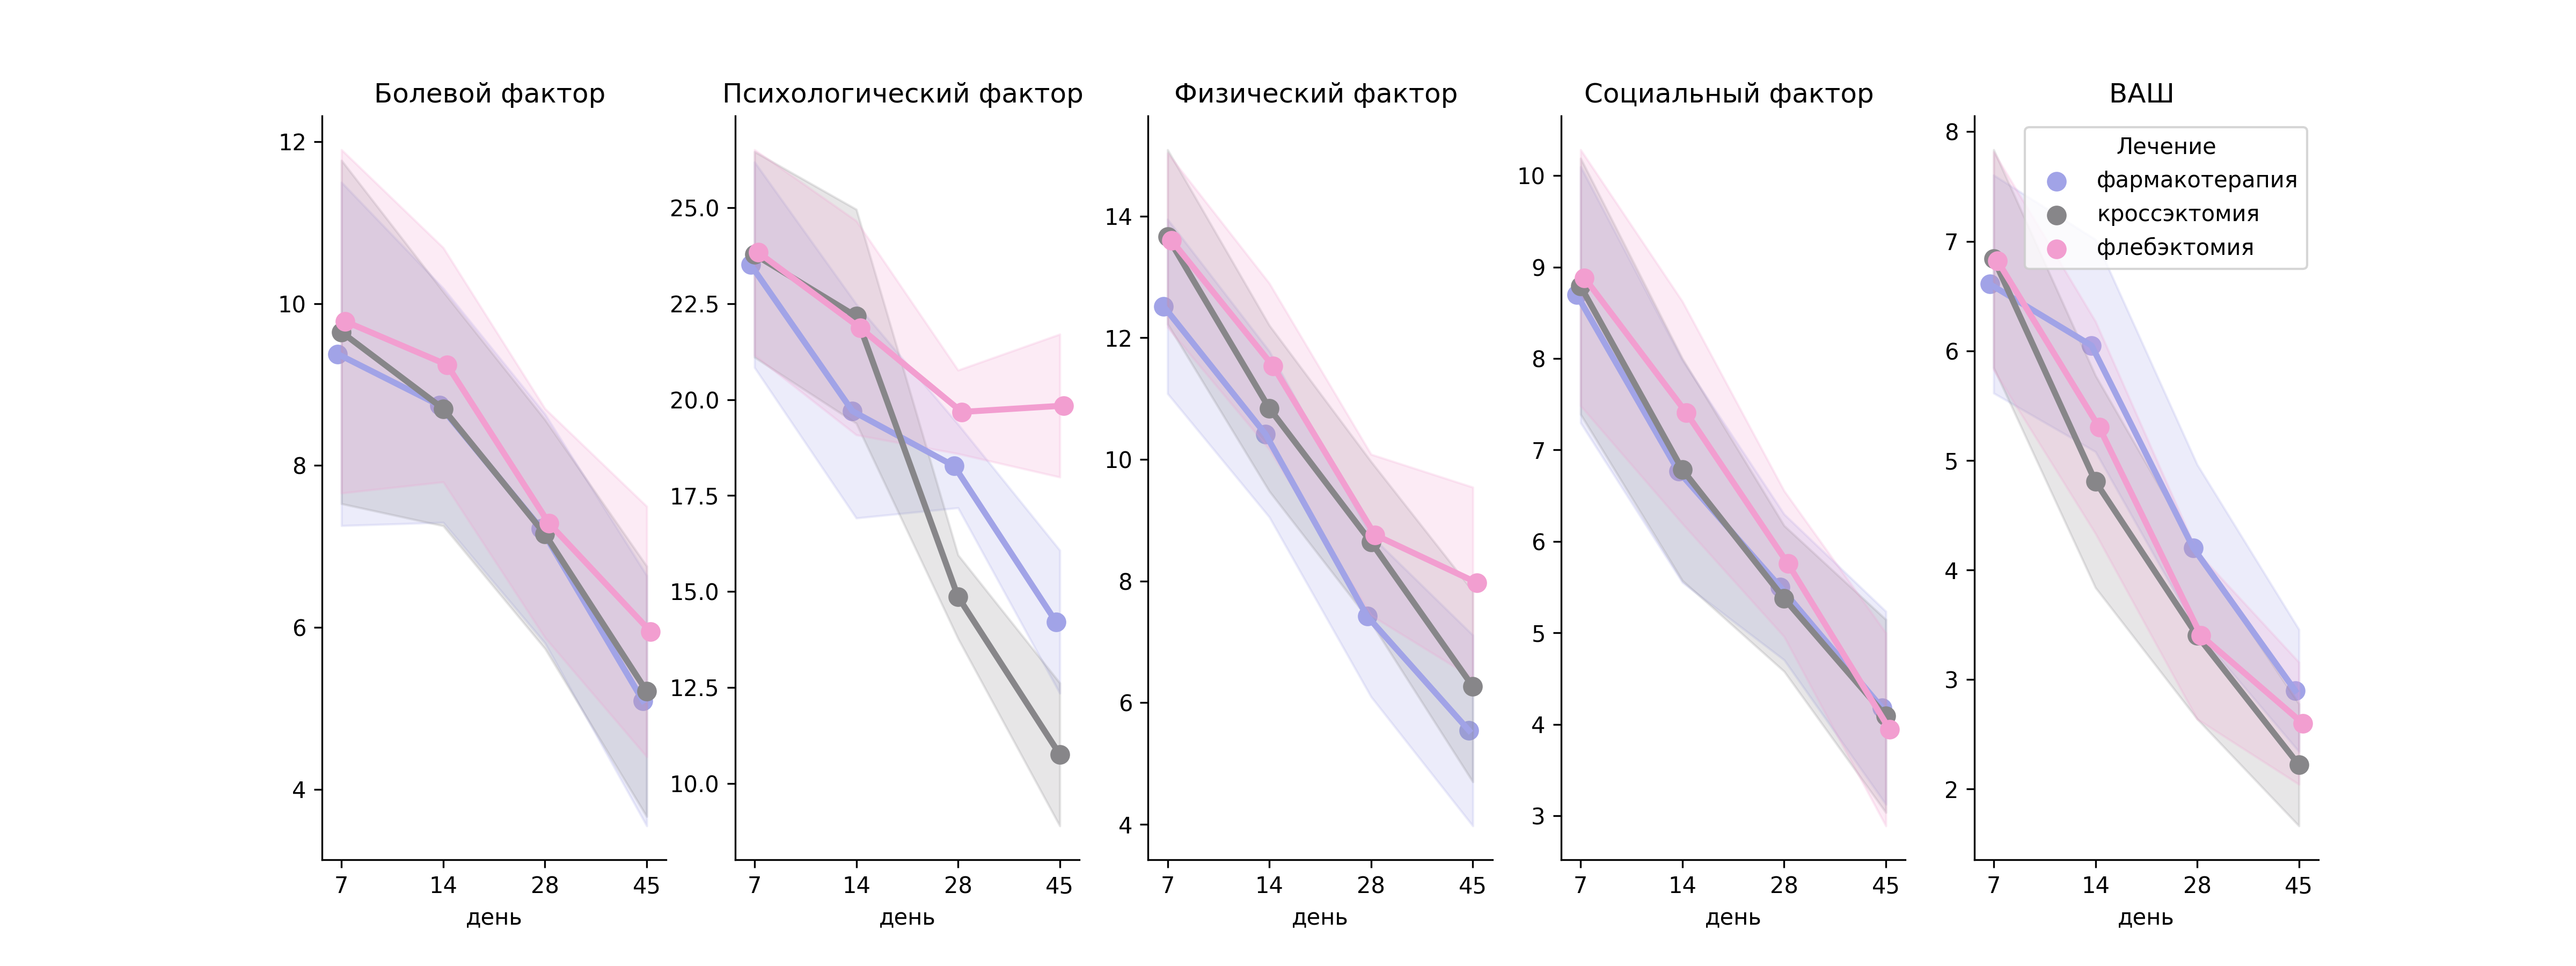 Болевой фактор
12
10
8
6
4
7 14 28 45
день
Психологический фактор
25.0
22.5
20.0
17.5
15.0
12.5
10.0
7 14 28 45
день
Физический фактор
14
12
10
8
6
4
7 14 28 45
день
Социальный фактор
10
9
8
7
6
5
4
3
7 14 28 45
день
ВАШ
8
7
6
5
4
3
2
7 14 28 45
день
Лечение
фармакотерапия
кроссэктомия
флебэктомия